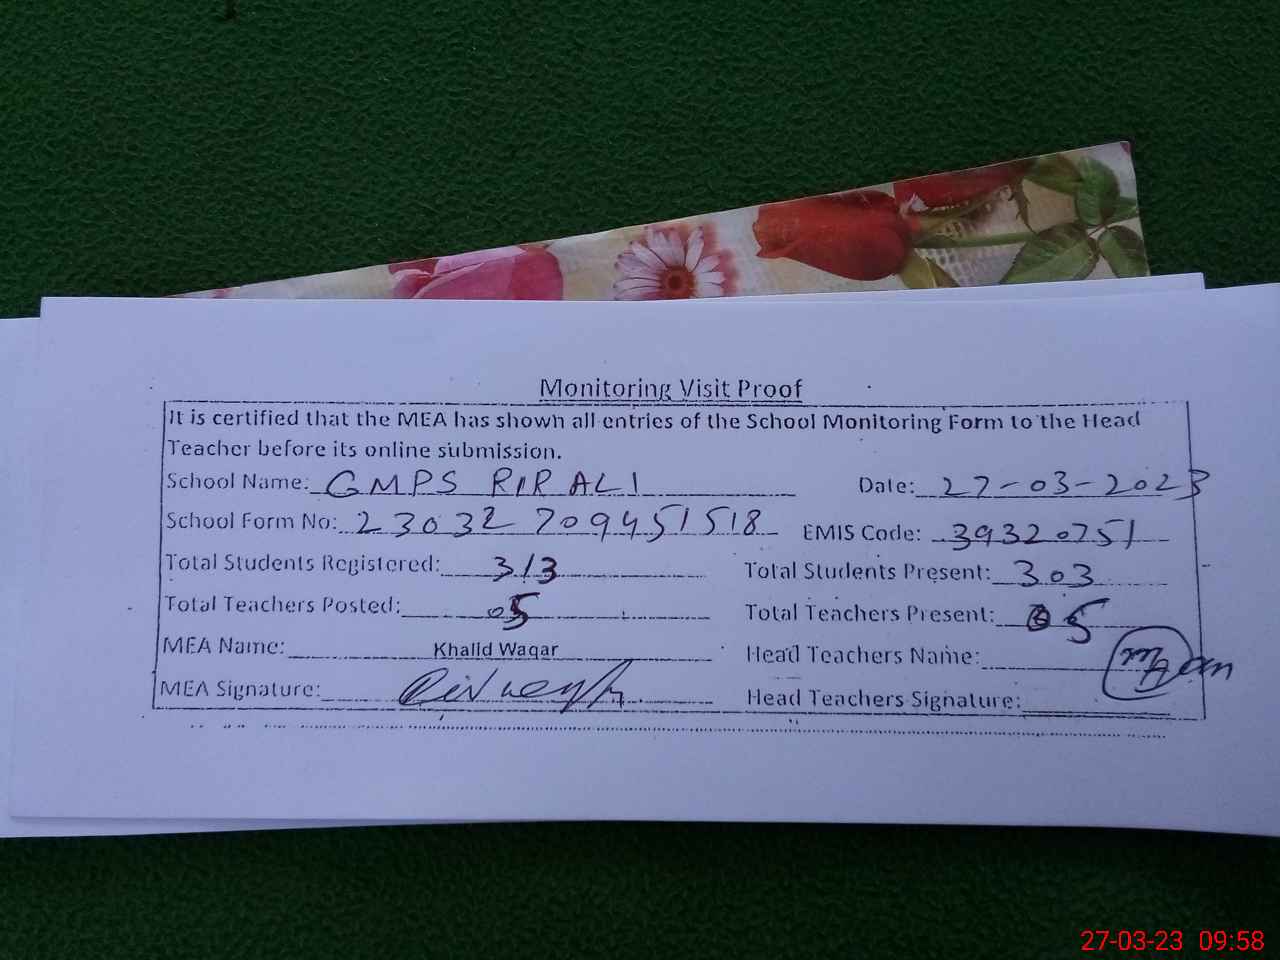 Monitoring Visit Proof
It is certified that the MEA has shown all entries of the School Monitoring Form to the Head
Teacher before its online submission.
School Name: GMPS RIR ALI Date: 27-03-2023
School Form No: 23032709451518 EMIS Code: 39320751
Total Students Registered: 313 Total Students Present: 303
Total Teachers Posted: 05 Total Teachers Present: 05
MEA Name: Khalid Waqar Head Teachers Name:
MEA Signature: Head Teachers Signature:
27-03-23 09:58